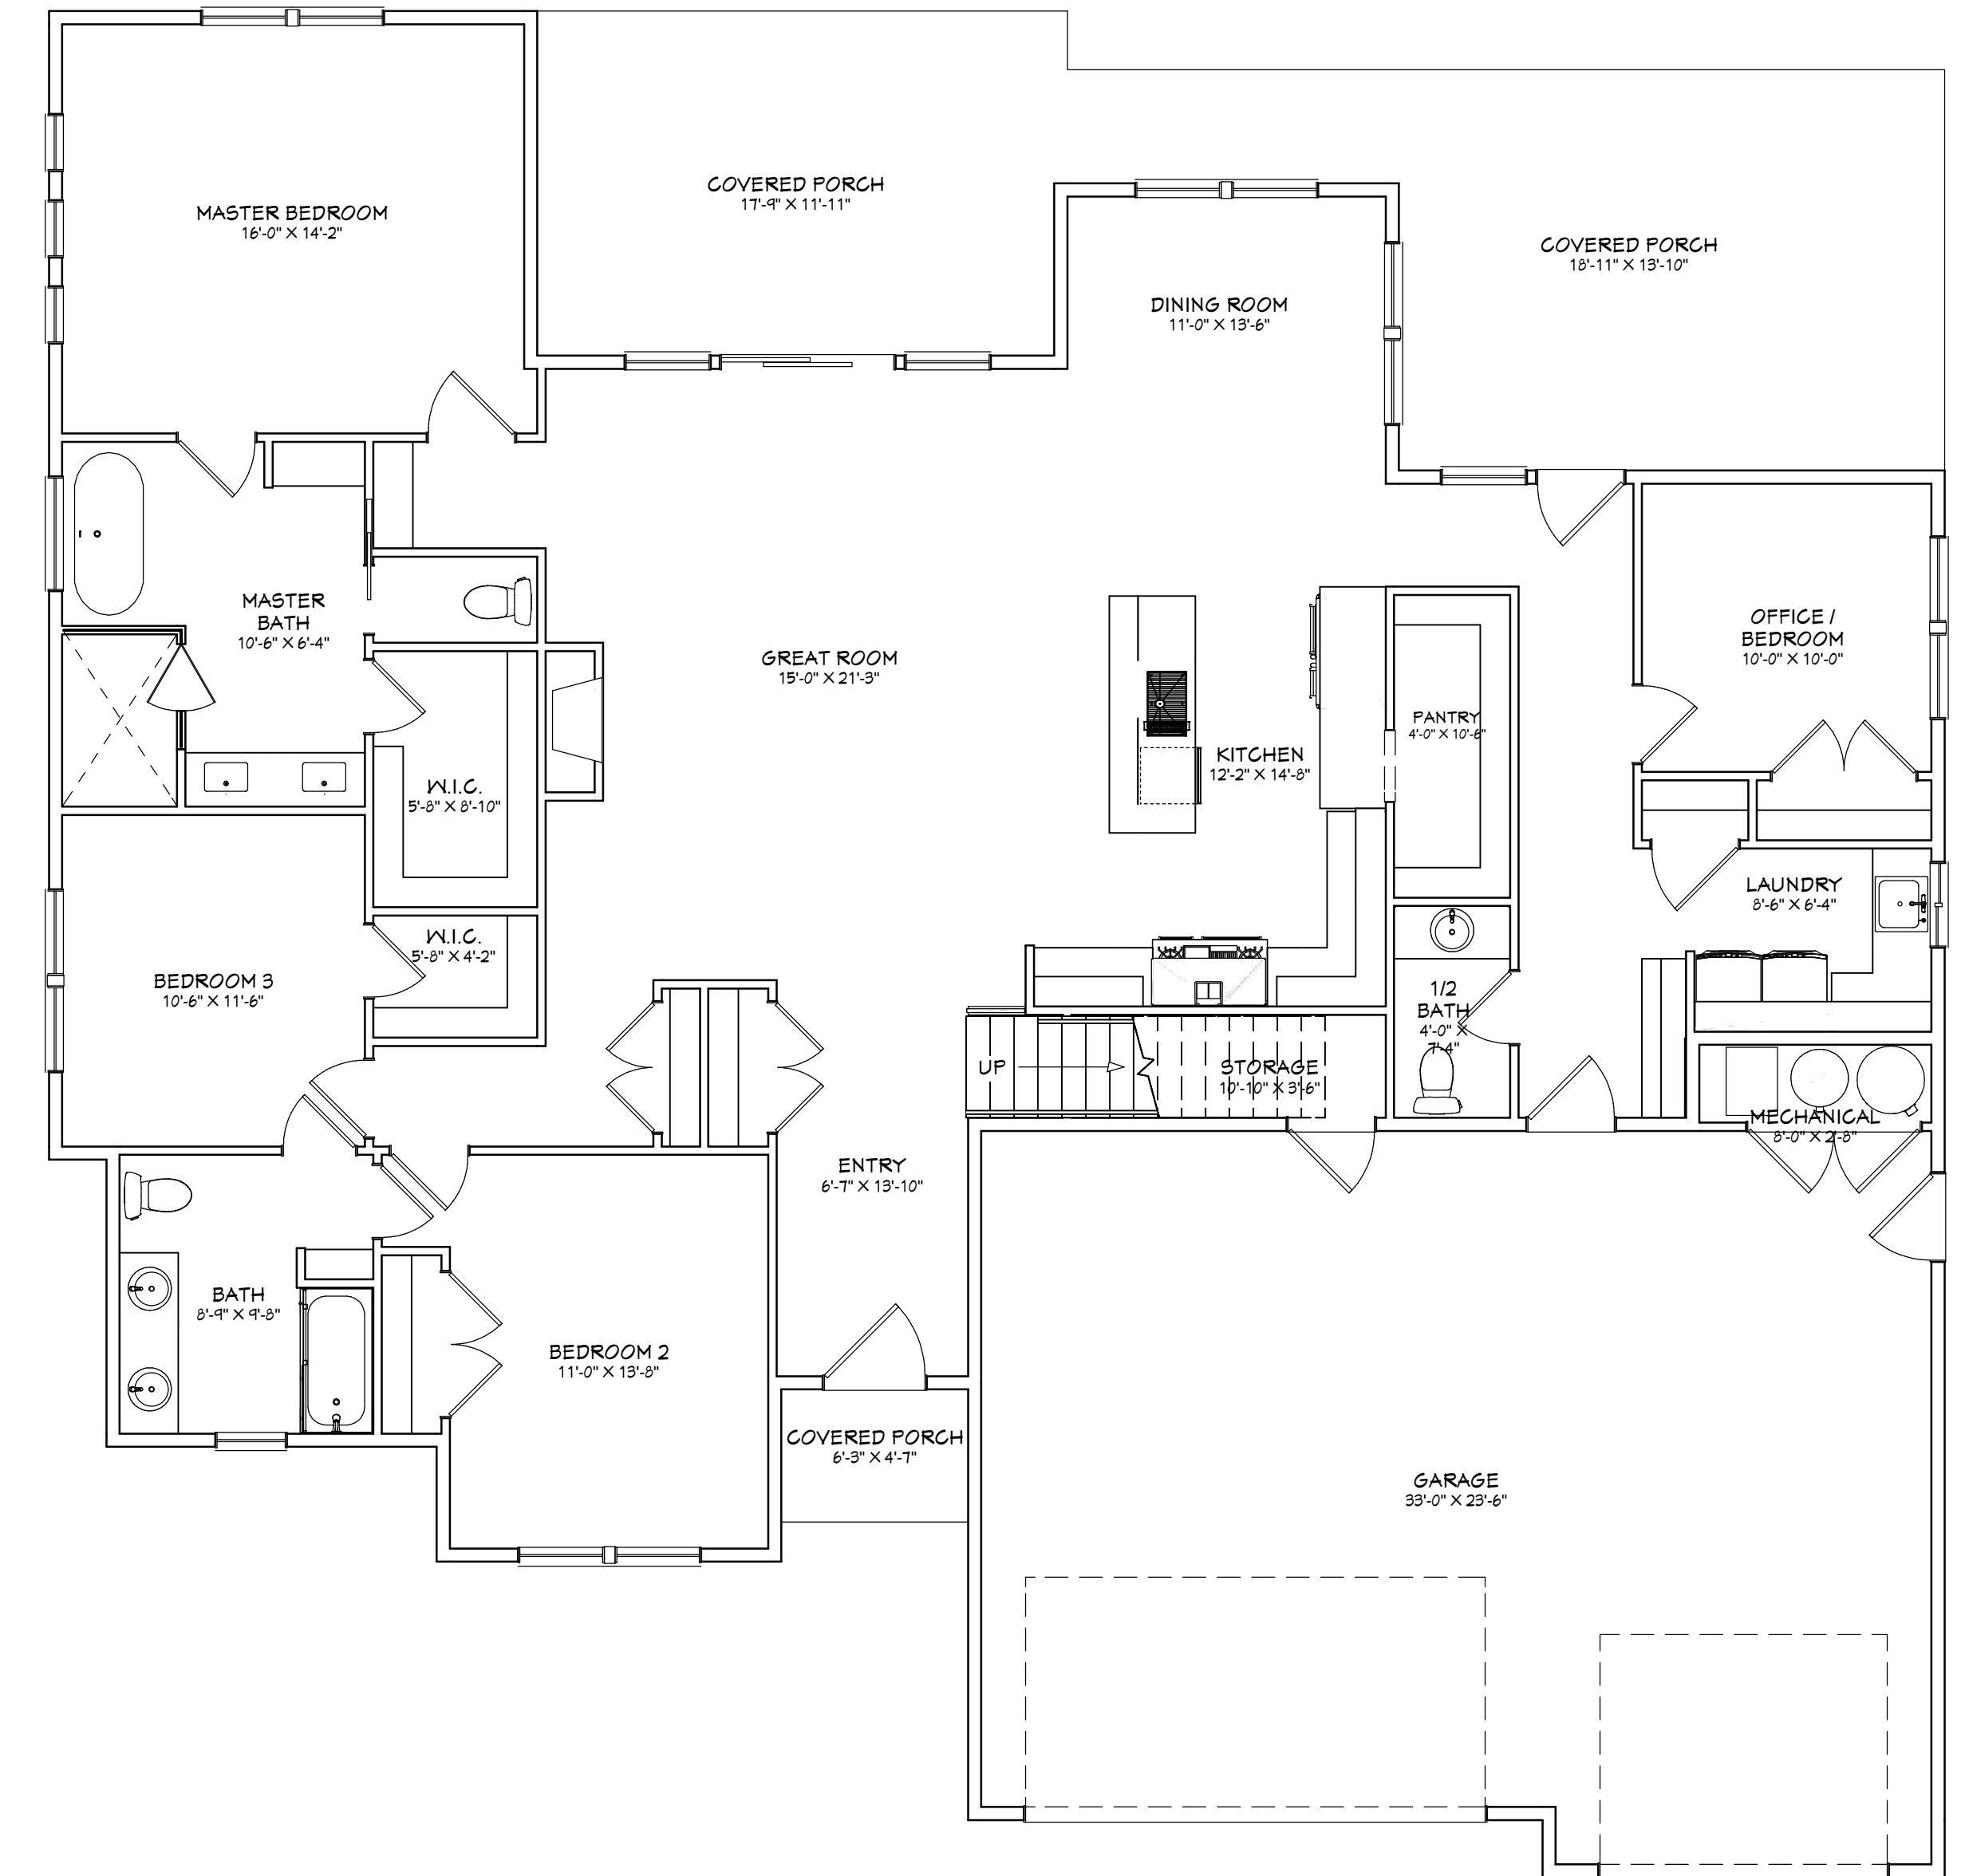 COVERED PORCH
17'-9" X 11'-11"
MASTER BEDROOM
16'-0" X 14'-2"
COVERED PORCH
18'-11" X 13'-10"
DINING ROOM
11'-0" X 13'-6"
MASTER
BATH
10'-6" X 6'-4"
GREAT ROOM
15'-0" X 21'-3"
OFFICE /
BEDROOM
10'-0" X 10'-0"
PANTRY
4'-0" X 10'-6"
KITCHEN
12'-2" X 14'-8"
W.I.C.
5'-8" X 8'-10"
LAUNDRY
8'-6" X 6'-4"
W.I.C.
5'-8" X 4'-2"
BEDROOM 3
10'-6" X 11'-6"
1/2
BATH
4'-0" X
7'-4"
UP
STORAGE
10'-10" X 3'-6"
MECHANICAL
8'-0" X 2'-8"
ENTRY
6'-7" X 13'-10"
BATH
8'-9" X 9'-8"
BEDROOM 2
11'-0" X 13'-8"
COVERED PORCH
6'-3" X 4'-7"
GARAGE
33'-0" X 23'-6"